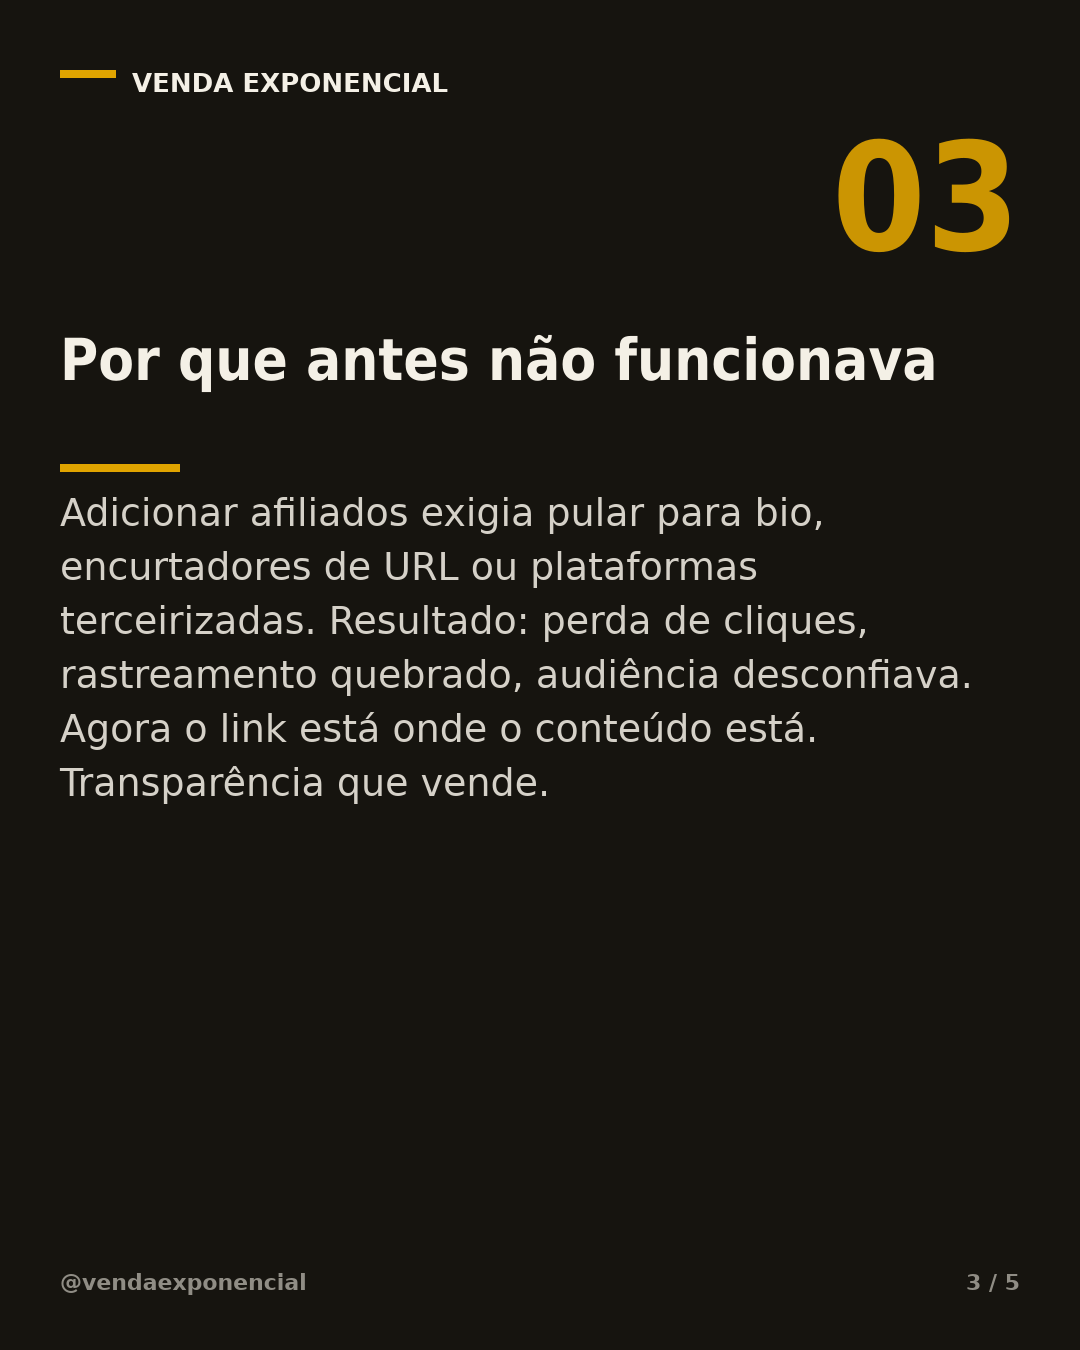 VENDA EXPONENCIAL
03
Por que antes não funcionava
Adicionar afiliados exigia pular para bio,
encurtadores de URL ou plataformas
terceirizadas. Resultado: perda de cliques,
rastreamento quebrado, audiência desconfiava.
Agora o link está onde o conteúdo está.
Transparência que vende.
@vendaexponencial
3 / 5